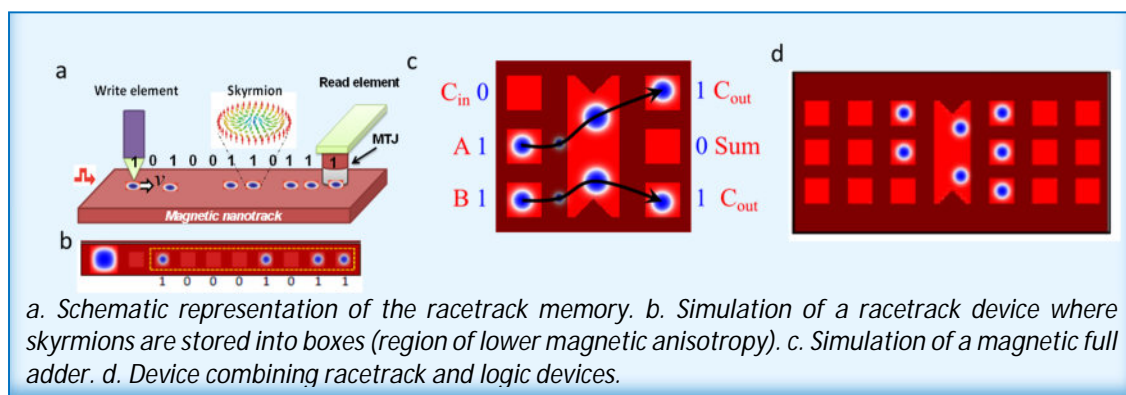 a
Write element
Skyrmion
Read element
MTJ
1 0 1 0 0 1 1 0 1 1 1
v
Magnetic nanotrack
b
1 0 0 0 1 0 1 1
c
C_in 0
1 C_out
A 1
0 Sum
B 1
1 C_out
d
a. Schematic representation of the racetrack memory. b. Simulation of a racetrack device where
skyrmions are stored into boxes (region of lower magnetic anisotropy). c. Simulation of a magnetic full
adder. d. Device combining racetrack and logic devices.